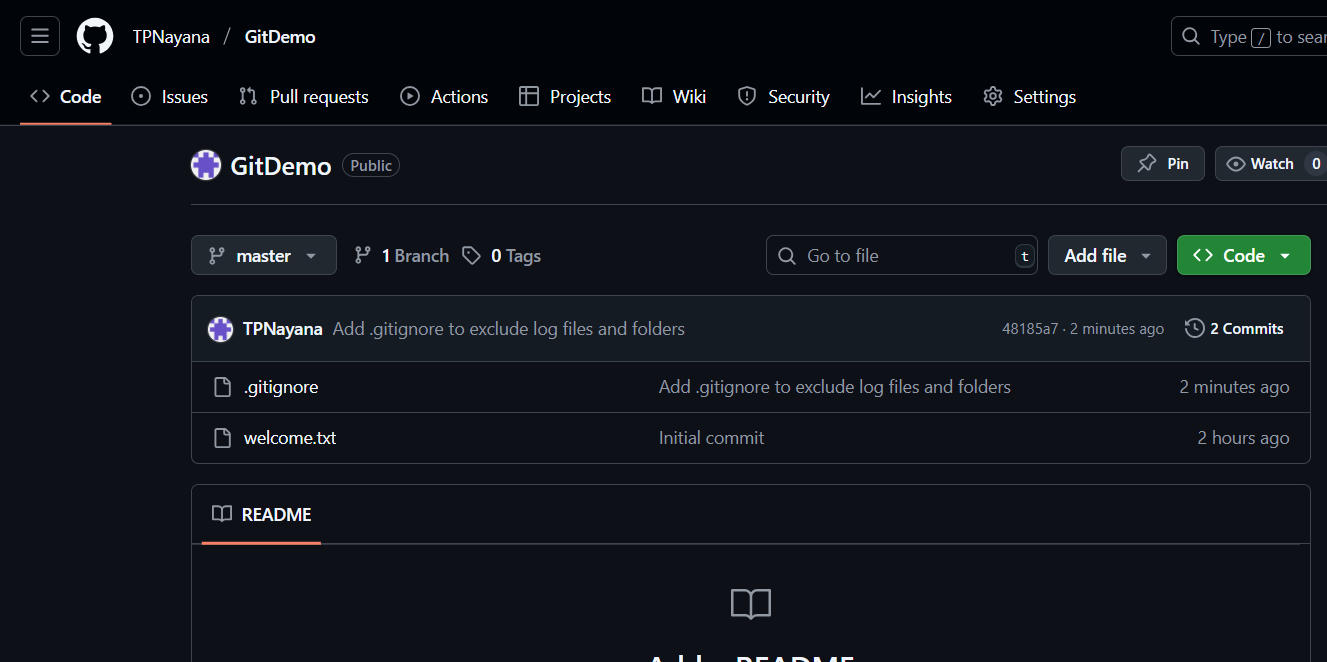 TPNayana / GitDemo
Type / to sear
Code Issues Pull requests Actions Projects Wiki Security Insights Settings
GitDemo Public Pin Watch 0
master 1 Branch 0 Tags Go to file t Add file Code
TPNayana Add .gitignore to exclude log files and folders 48185a7 · 2 minutes ago 2 Commits
.gitignore Add .gitignore to exclude log files and folders 2 minutes ago
welcome.txt Initial commit 2 hours ago
README
Add a README